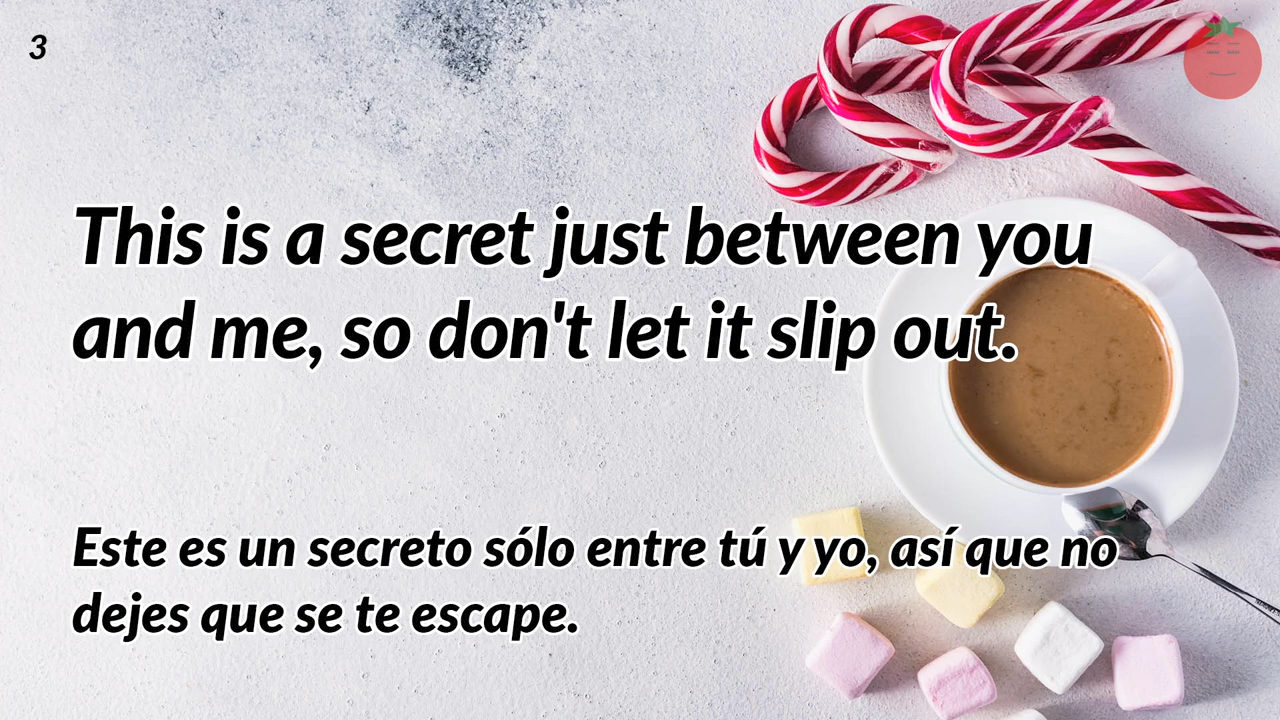 3
This is a secret just between you
and me, so don't let it slip out.
Este es un secreto sólo entre tú y yo, así que no
dejes que se te escape.